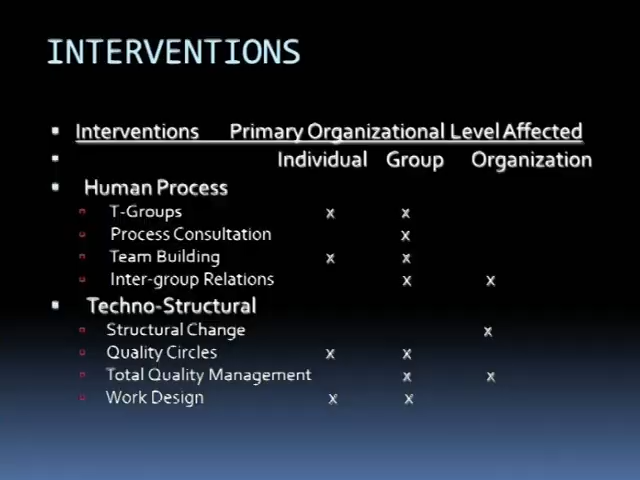 INTERVENTIONS
Interventions Primary Organizational Level Affected
Individual Group Organization
Human Process
T-Groups x x
Process Consultation x
Team Building x x
Inter-group Relations x x
Techno-Structural
Structural Change x
Quality Circles x x
Total Quality Management x x
Work Design x x